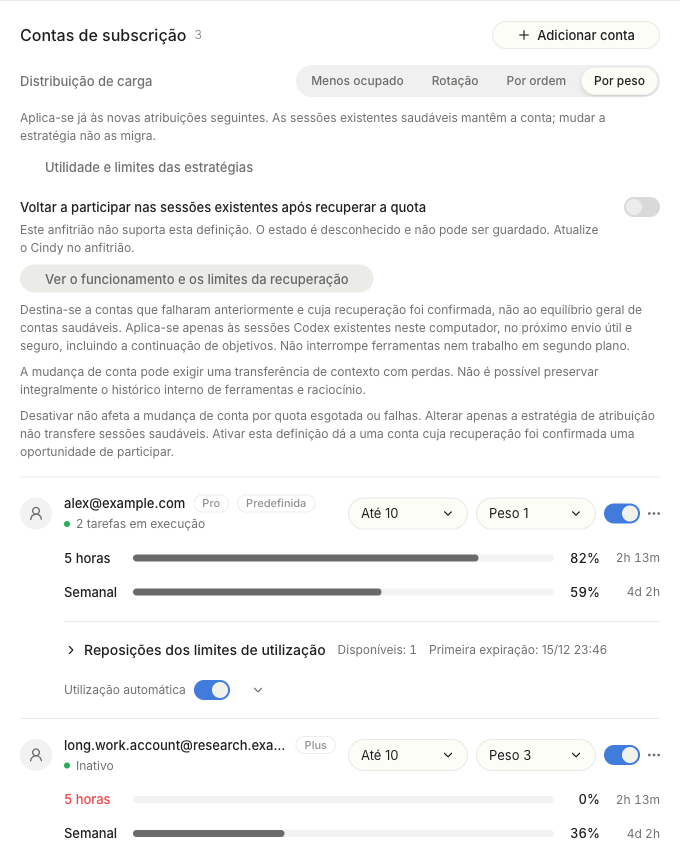 Contas de subscrição 3
+ Adicionar conta
Distribuição de carga
Menos ocupado Rotação Por ordem Por peso
Aplica-se já às novas atribuições seguintes. As sessões existentes saudáveis mantêm a conta; mudar a
estratégia não as migra.
Utilidade e limites das estratégias
Voltar a participar nas sessões existentes após recuperar a quota
Este anfitrião não suporta esta definição. O estado é desconhecido e não pode ser guardado. Atualize
o Cindy no anfitrião.
Ver o funcionamento e os limites da recuperação
Destina-se a contas que falharam anteriormente e cuja recuperação foi confirmada, não ao equilíbrio geral de
contas saudáveis. Aplica-se apenas às sessões Codex existentes neste computador, no próximo envio útil e
seguro, incluindo a continuação de objetivos. Não interrompe ferramentas nem trabalho em segundo plano.
A mudança de conta pode exigir uma transferência de contexto com perdas. Não é possível preservar
integralmente o histórico interno de ferramentas e raciocínio.
Desativar não afeta a mudança de conta por quota esgotada ou falhas. Alterar apenas a estratégia de atribuição
não transfere sessões saudáveis. Ativar esta definição dá a uma conta cuja recuperação foi confirmada uma
oportunidade de participar.
alex@example.com Pro Predefinida
2 tarefas em execução
Até 10 Peso 1
5 horas 82% 2h 13m
Semanal 59% 4d 2h
Reposições dos limites de utilização Disponíveis: 1 Primeira expiração: 15/12 23:46
Utilização automática
long.work.account@research.exa... Plus
Inativo
Até 10 Peso 3
5 horas 0% 2h 13m
Semanal 36% 4d 2h